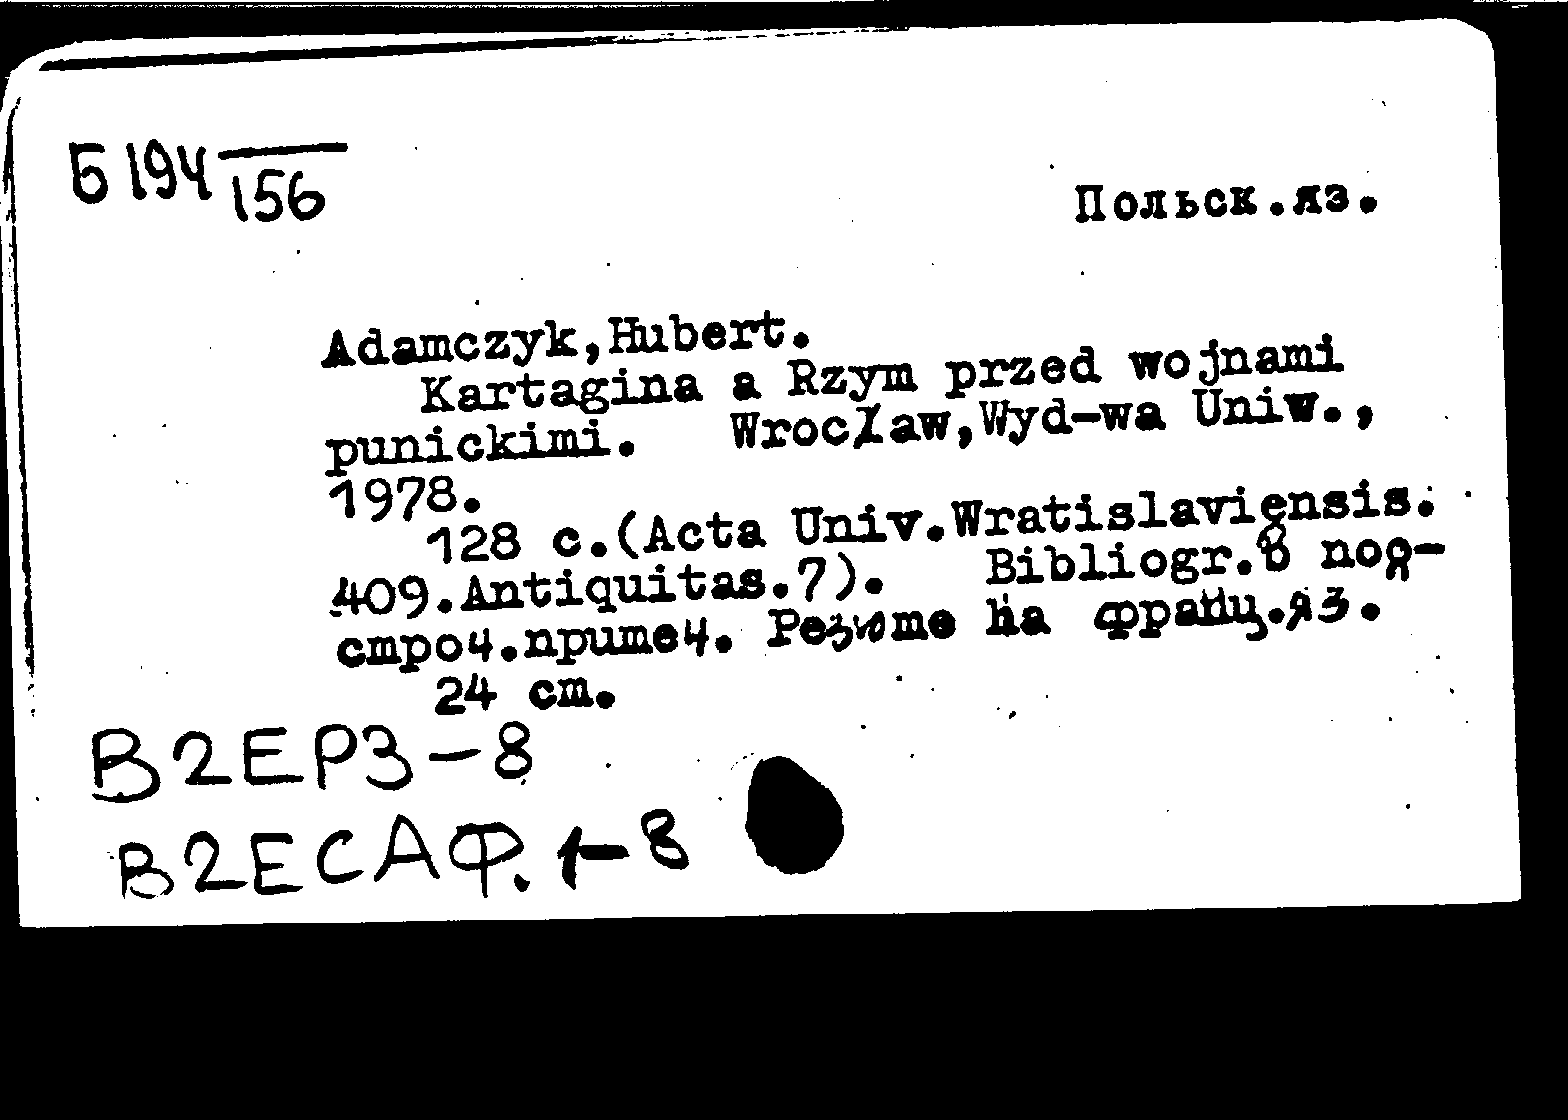 Б 194
156
Польск.яз.
Adamczyk,Hubert.
Kartagina a Rzym przed wojnami
punickimi. Wrocław,Wyd-wa Uniw.,
1978.
128 c.(Acta Univ.Wratislaviensis.
409.Antiquitas.7). Bibliogr.в под-
строч.примеч. Резюме на франц.яз.
24 cm.
В2ЕР3-8
В2ЕСАФ.1-8